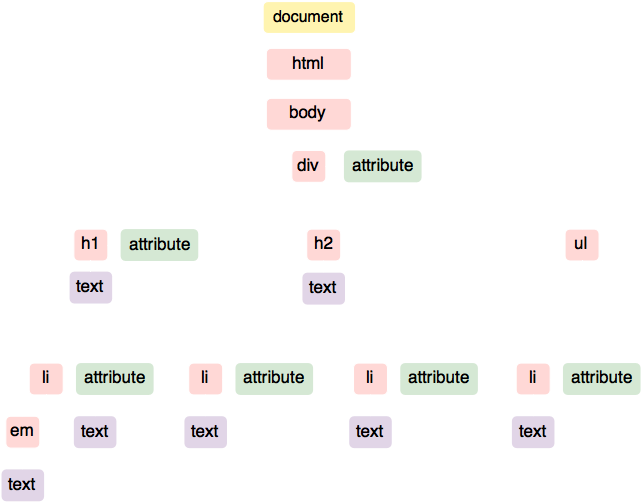 document
html
body
div attribute
h1 attribute h2 ul
text text
li attribute li attribute li attribute li attribute
em text text text text
text